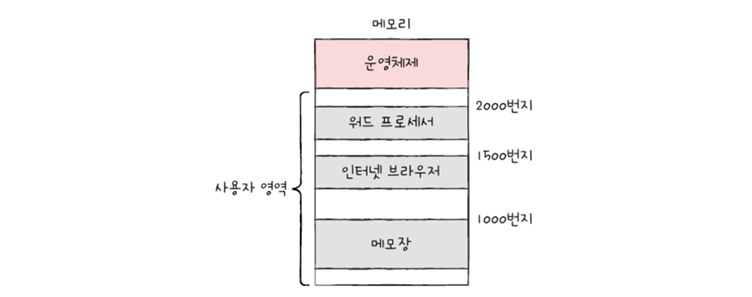 메모리
운영체제
2000번지
워드 프로세서
1500번지
인터넷 브라우저
사용자 영역
1000번지
메모장